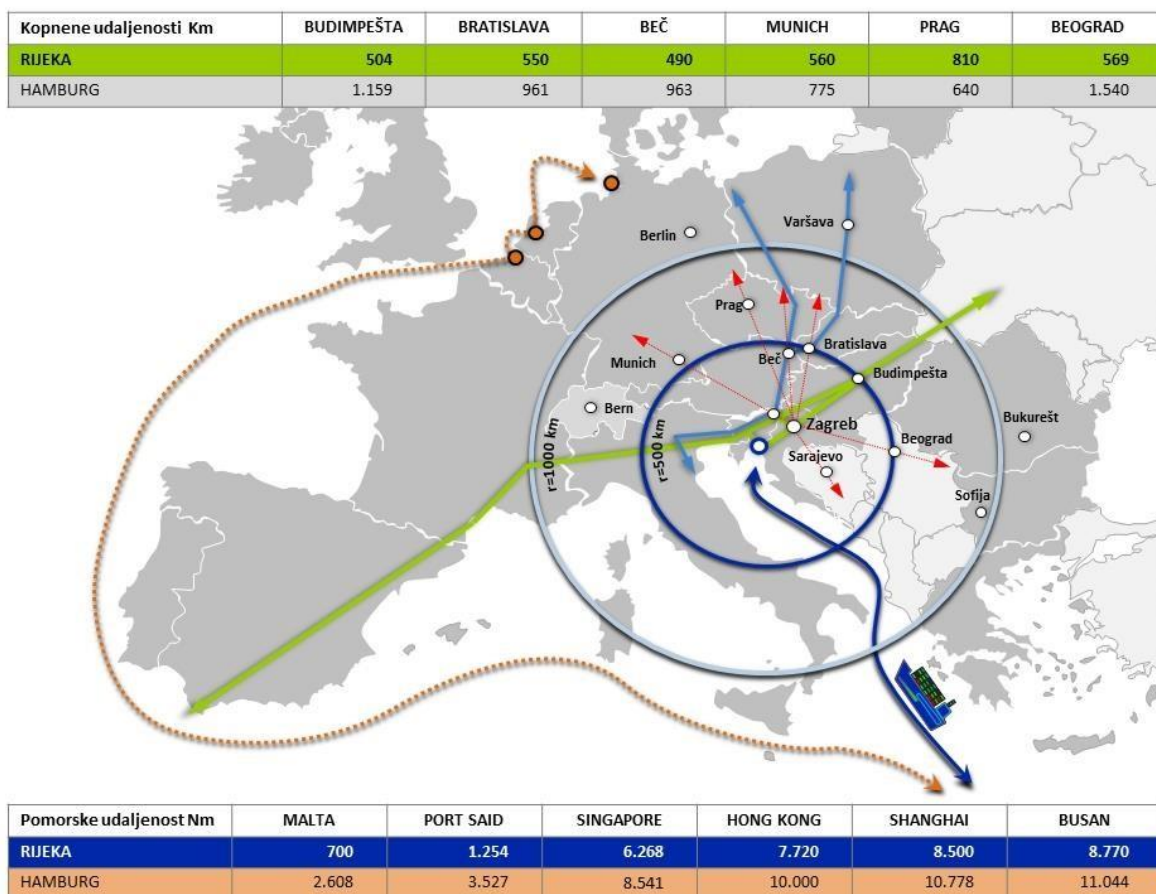 Kopnene udaljenosti Km BUDIMPEŠTA BRATISLAVA BEČ MUNICH PRAG BEOGRAD
RIJEKA 504 550 490 560 810 569
HAMBURG 1.159 961 963 775 640 1.540
Varšava
Berlin
Prag
Bratislava
Beč
Munich
Budimpešta
Bern
Zagreb
Bukurešt
Beograd
Sarajevo
r=1000 km
r=500 km
Sofija
Pomorske udaljenost Nm MALTA PORT SAID SINGAPORE HONG KONG SHANGHAI BUSAN
RIJEKA 700 1.254 6.268 7.720 8.500 8.770
HAMBURG 2.608 3.527 8.541 10.000 10.778 11.044